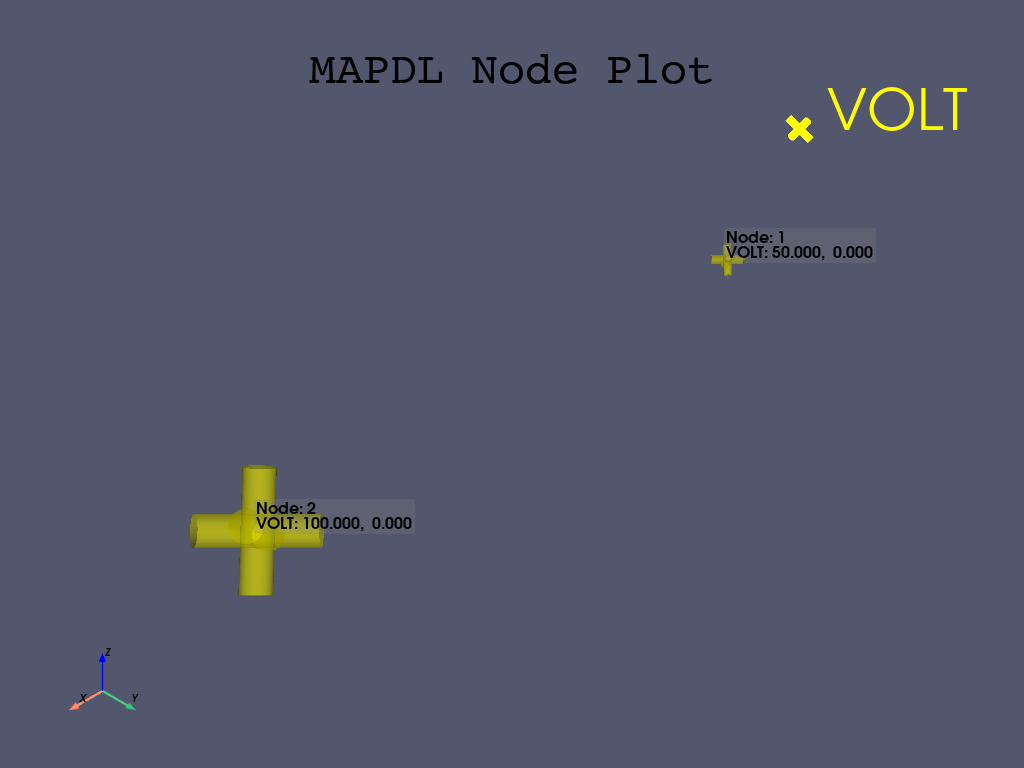 MAPDL Node Plot
VOLT
Node: 1
VOLT: 50.000, 0.000
Node: 2
VOLT: 100.000, 0.000
Z
X
Y